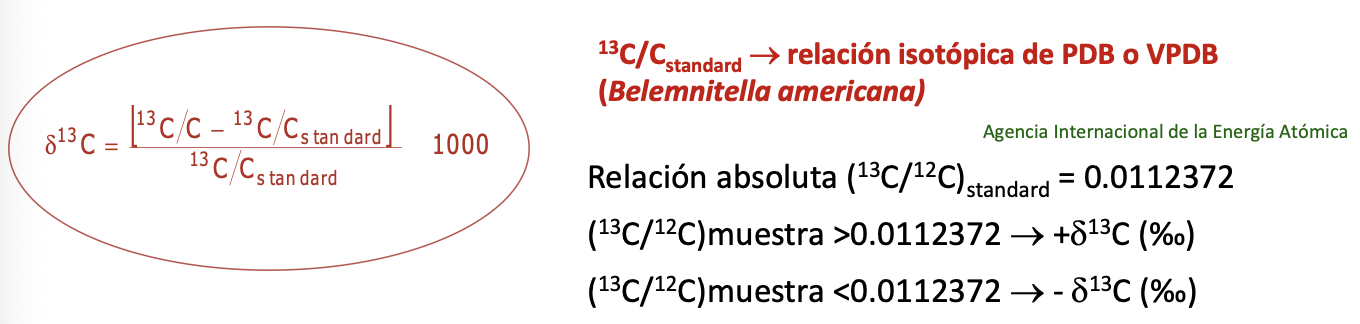 δ¹³C = [¹³C/C – ¹³C/Cs tan dard] / ¹³C/Cs tan dard 1000
¹³C/Cstandard → relación isotópica de PDB o VPDB
(Belemnitella americana)
Agencia Internacional de la Energía Atómica
Relación absoluta (¹³C/¹²C)standard = 0.0112372
(¹³C/¹²C)muestra >0.0112372 → +δ¹³C (‰)
(¹³C/¹²C)muestra <0.0112372 → - δ¹³C (‰)